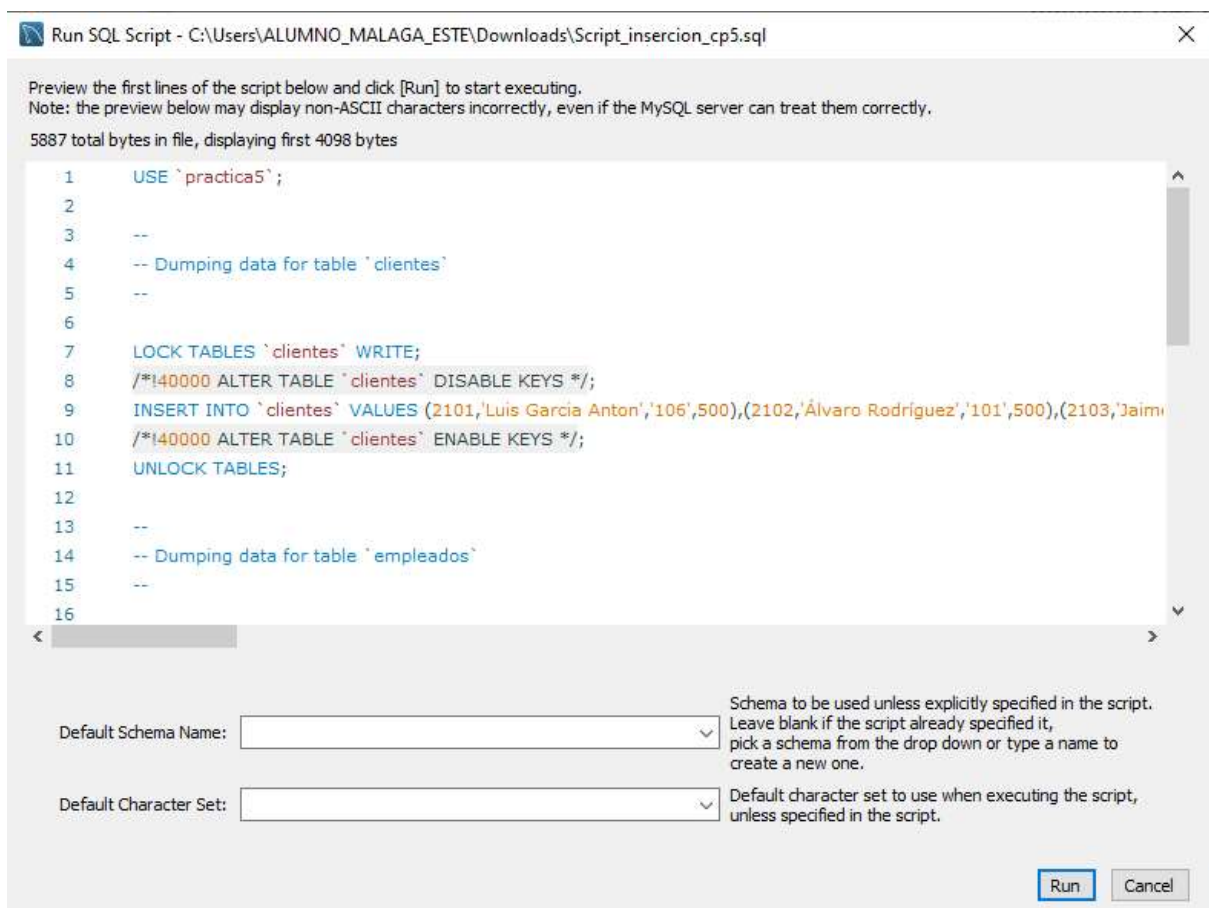 Run SQL Script - C:\Users\ALUMNO_MALAGA_ESTE\Downloads\Script_insercion_cp5.sql
Preview the first lines of the script below and click [Run] to start executing.
Note: the preview below may display non-ASCII characters incorrectly, even if the MySQL server can treat them correctly.
5887 total bytes in file, displaying first 4098 bytes
1 USE `practica5`;
2
3 --
4 -- Dumping data for table `clientes`
5 --
6
7 LOCK TABLES `clientes` WRITE;
8 /*!40000 ALTER TABLE `clientes` DISABLE KEYS */;
9 INSERT INTO `clientes` VALUES (2101,'Luis Garcia Anton','106',500),(2102,'Álvaro Rodríguez','101',500),(2103,'Jaime
10 /*!40000 ALTER TABLE `clientes` ENABLE KEYS */;
11 UNLOCK TABLES;
12
13 --
14 -- Dumping data for table `empleados`
15 --
16
Default Schema Name:
Schema to be used unless explicitly specified in the script.
Leave blank if the script already specified it,
pick a schema from the drop down or type a name to
create a new one.
Default Character Set:
Default character set to use when executing the script,
unless specified in the script.
Run
Cancel